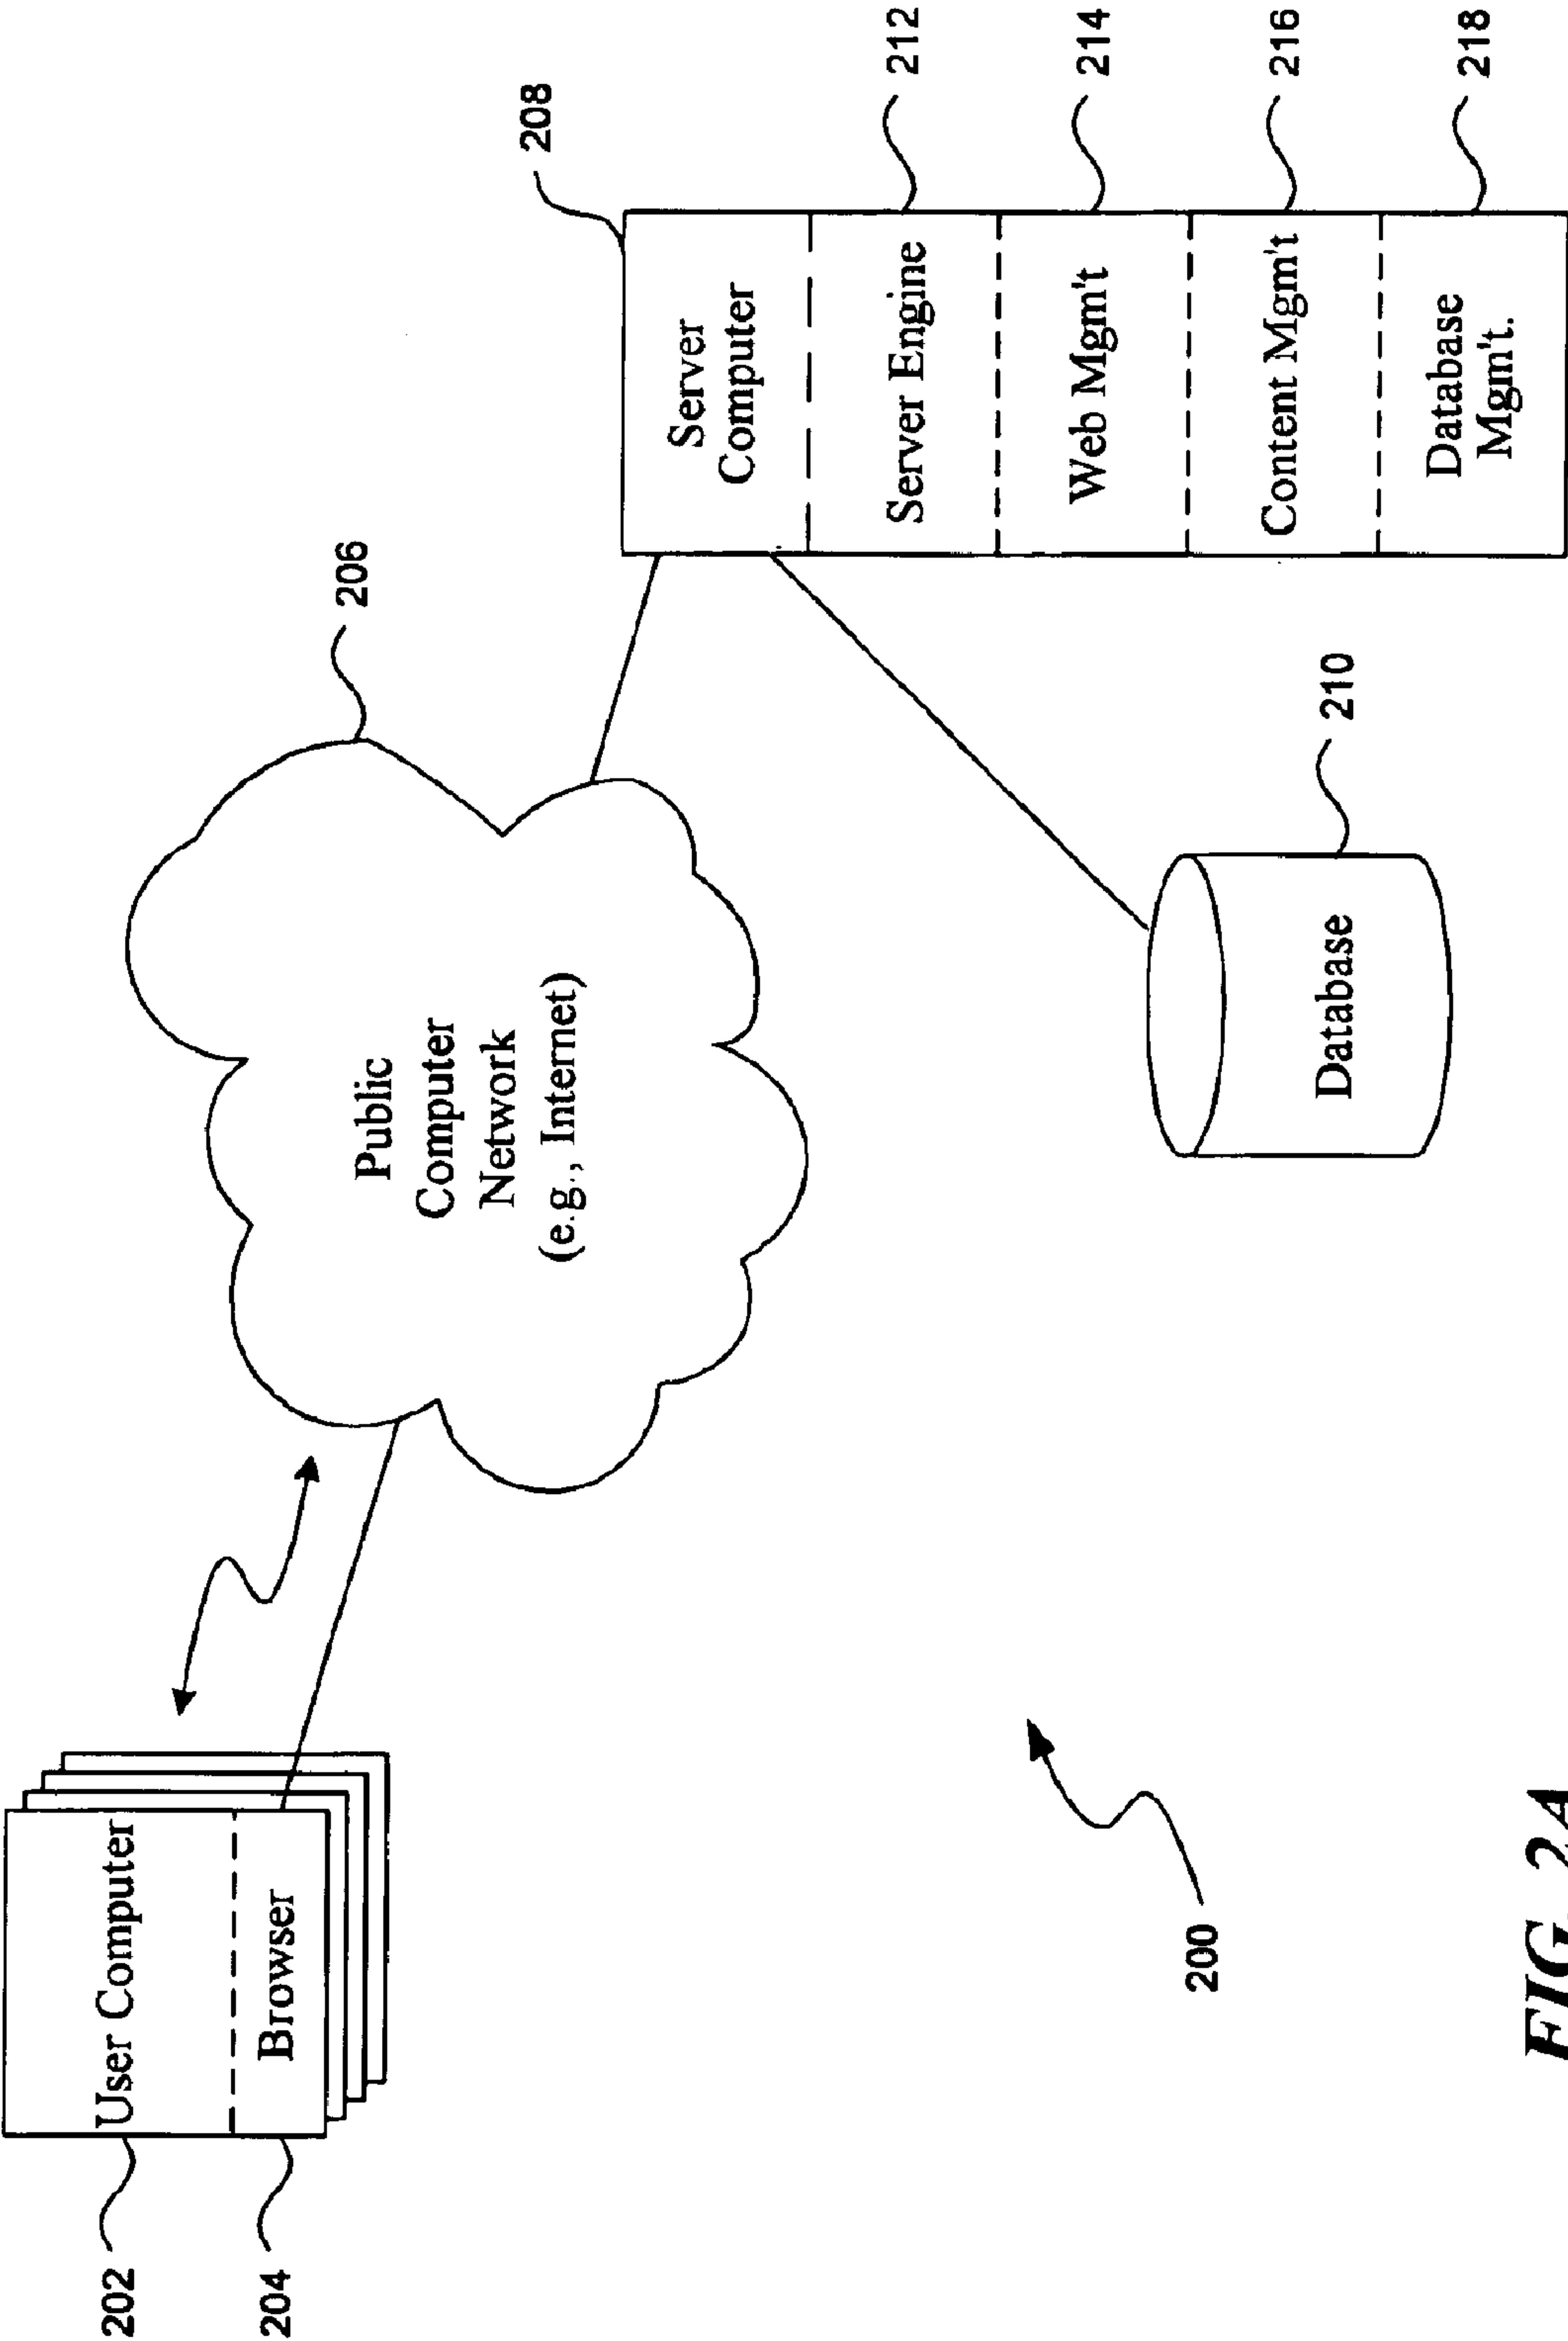 202
User Computer
204
Browser
206
Public
Computer
Network
(e.g., Internet)
208
Server
Computer
Server Engine
212
Web Mgm't
214
Content Mgm't
216
Database
Mgm't.
218
210
Database
200
FIG. 2A